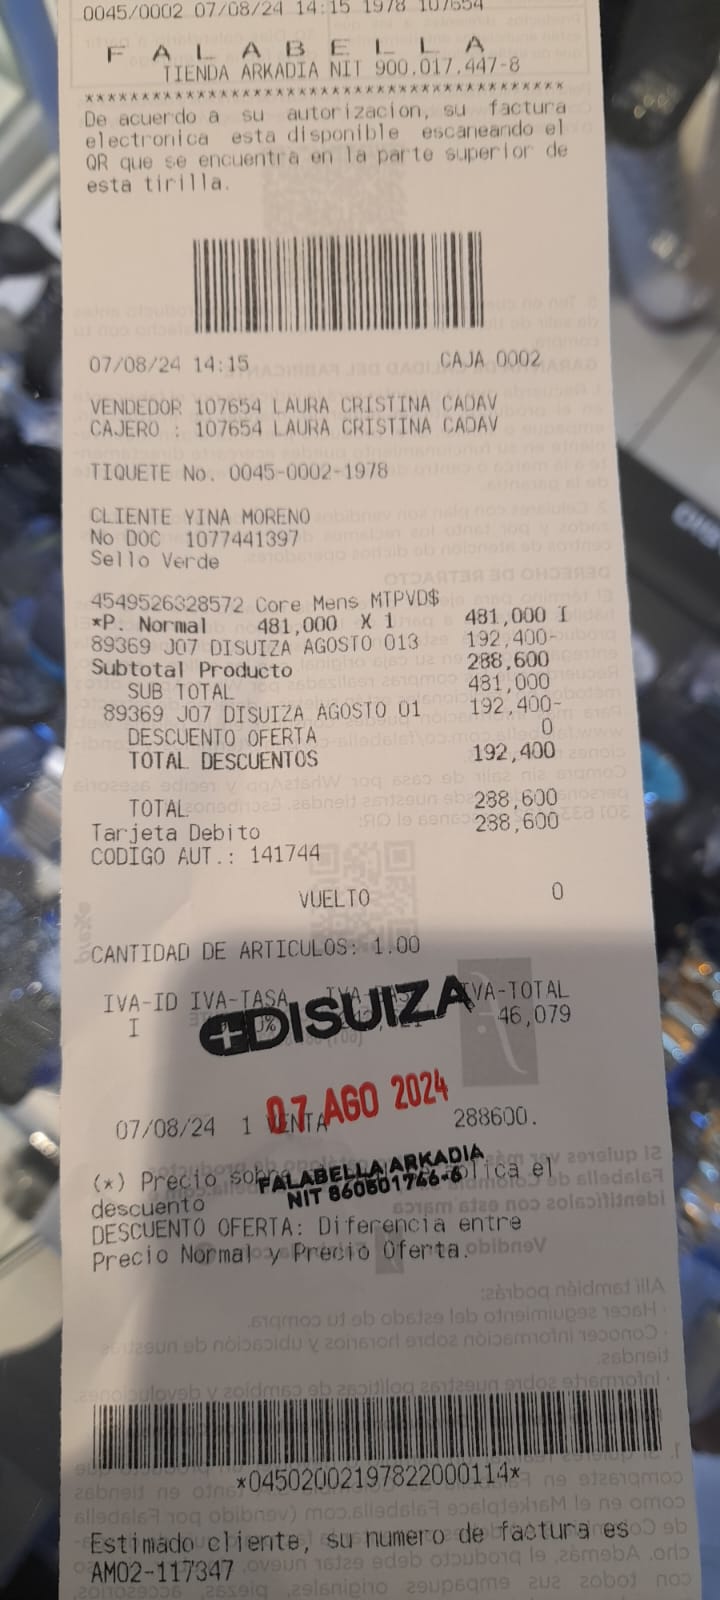 0045/0002 07/08/24 14:15 1978 107654
F A L A B E L L A
TIENDA ARKADIA NIT 900.017.447-8
****************************************
De acuerdo a su autorizacion, su factura
electronica esta disponible escaneando el
QR que se encuentra en la parte superior de
esta tirilla.
07/08/24 14:15 CAJA 0002
VENDEDOR 107654 LAURA CRISTINA CADAV
CAJERO : 107654 LAURA CRISTINA CADAV
TIQUETE No. 0045-0002-1978
CLIENTE YINA MORENO
No DOC 1077441397
Sello Verde
4549526328572 Core Mens MTPVD$
*P. Normal 481,000 X 1 481,000 I
89369 J07 DISUIZA AGOSTO 013 192,400-
Subtotal Producto 288,600
SUB TOTAL 481,000
89369 J07 DISUIZA AGOSTO 01 192,400-
DESCUENTO OFERTA 0
TOTAL DESCUENTOS 192,400
TOTAL 288,600
Tarjeta Debito 288,600
CODIGO AUT.: 141744
VUELTO 0
CANTIDAD DE ARTICULOS: 1.00
IVA-ID IVA-TASA IVA-TOTAL
I 46,079
DISUIZA
07 AGO 2024
07/08/24 1 VENTA 288600.
FALABELLA ARKADIA
NIT 860501766-6
(*) Precio el
descuento
DESCUENTO OFERTA: Diferencia entre
Precio Normal y Precio Oferta.
*04502002197822000114*
Estimado cliente, su numero de factura es
AM02-117347